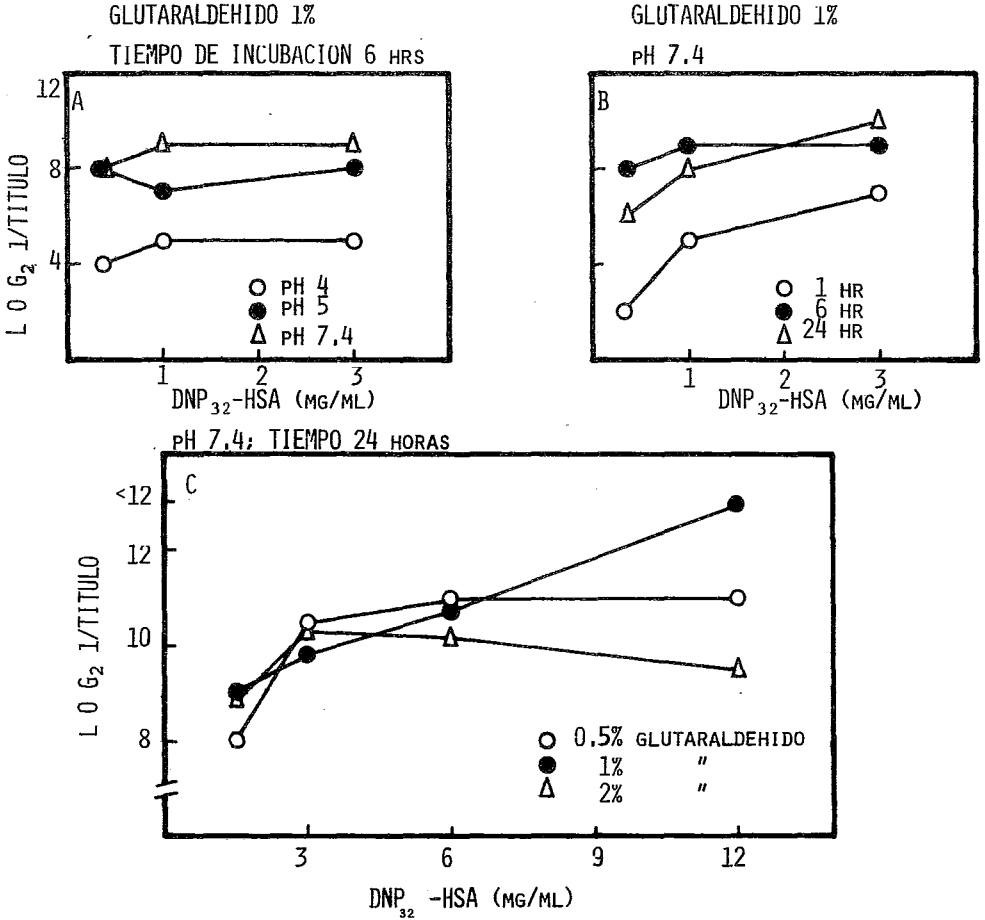 GLUTARALDEHIDO 1%
TIEMPO DE INCUBACION 6 HRS
A
12
8
4
LOG₂ 1/TITULO
pH 4
pH 5
pH 7.4
1 2 3
DNP₃₂-HSA (MG/ML)
GLUTARALDEHIDO 1%
pH 7.4
B
1 HR
6 HR
24 HR
1 2 3
DNP₃₂-HSA (MG/ML)
pH 7.4; TIEMPO 24 HORAS
C
<12
12
10
8
LOG₂ 1/TITULO
0.5% GLUTARALDEHIDO
1% "
2% "
3 6 9 12
DNP₃₂ -HSA (MG/ML)